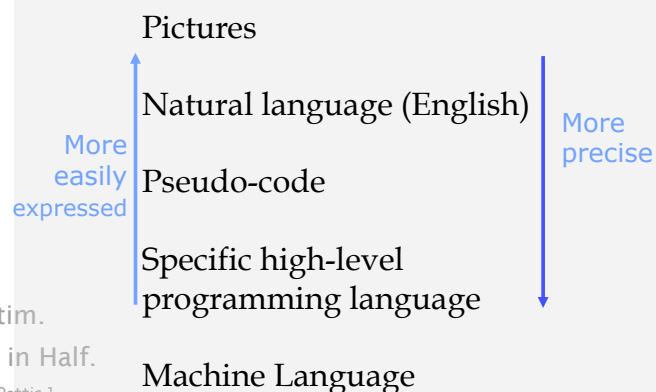 Pictures
Natural language (English)
More
precise
More
easily
expressed
Pseudo-code
Specific high-level
programming language
tim.
in Half.
Machine Language